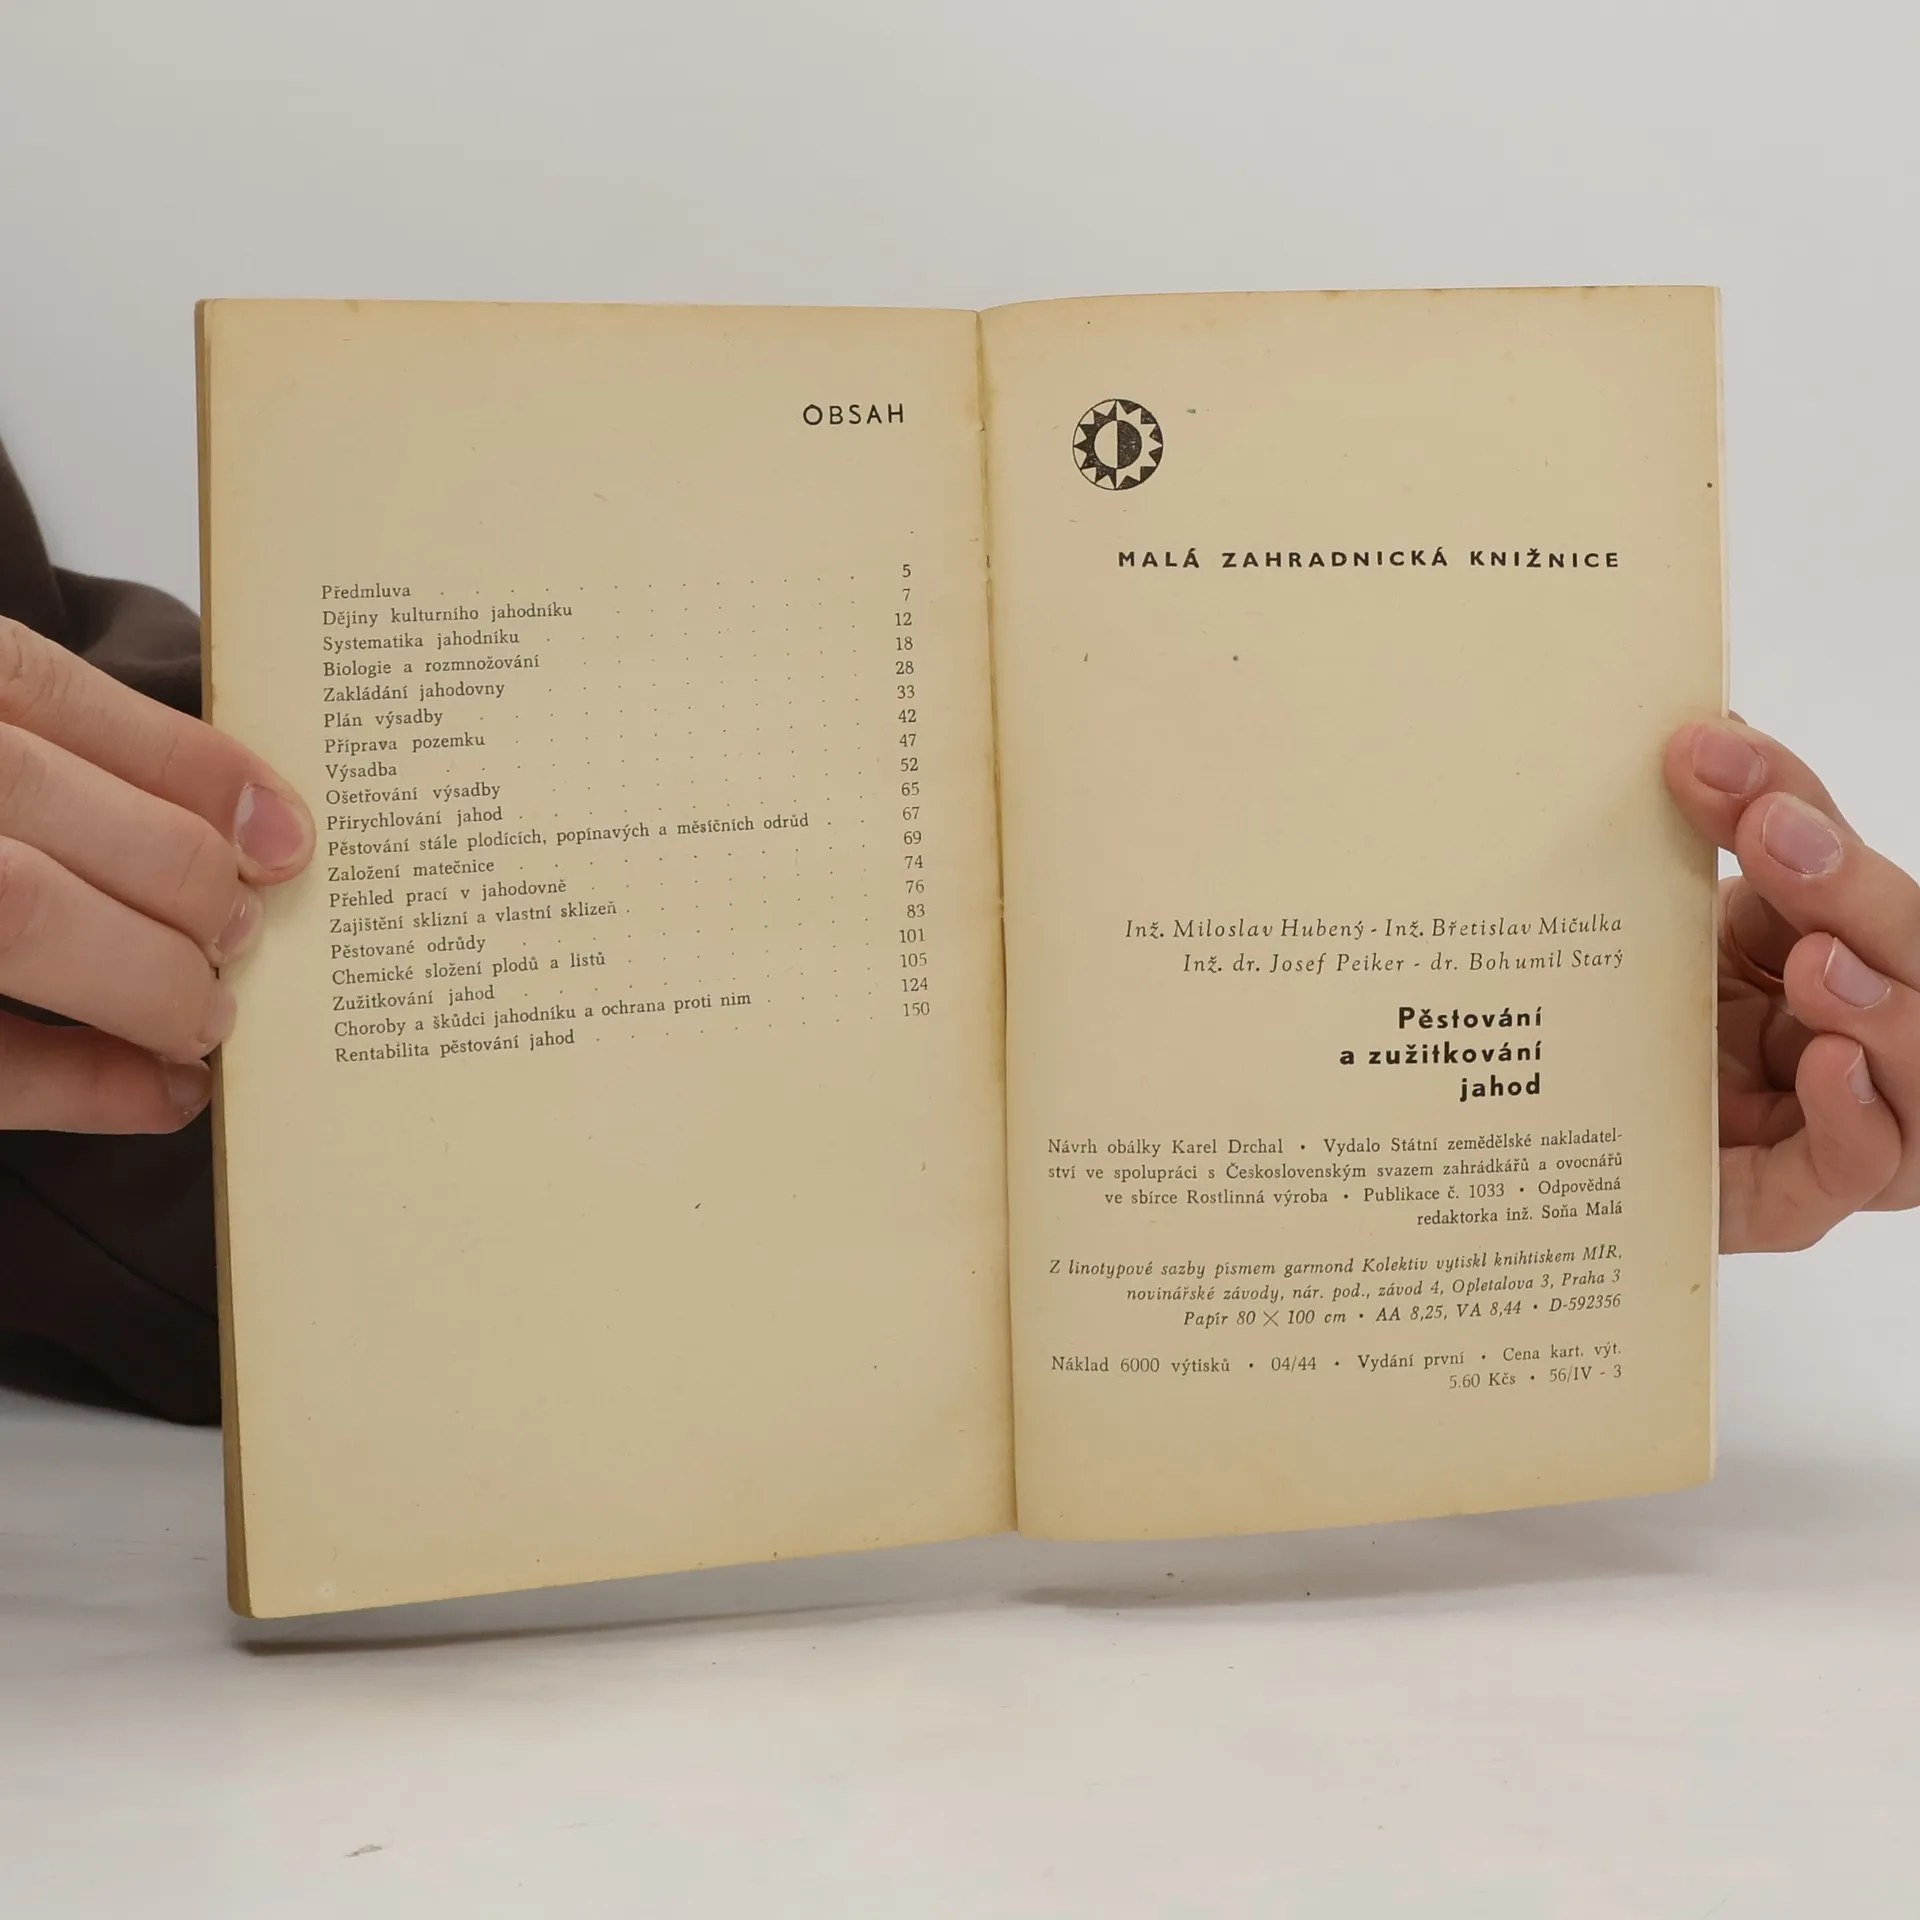 OBSAH
Předmluva . . . . . . . . . . 5
Dějiny kulturního jahodníku . . . . . 7
Systematika jahodníku . . . . . . 12
Biologie a rozmnožování . . . . . 18
Zakládání jahodovny . . . . . . 28
Plán výsadby . . . . . . . 33
Příprava pozemku . . . . . . 42
Výsadba . . . . . . . . 47
Ošetřování výsadby . . . . . . 52
Přirychlování jahod . . . . . . 65
Pěstování stále plodících, popínavých a měsíčních odrůd . . 67
Založení matečnice . . . . . . 69
Přehled prací v jahodovně . . . . . 74
Zajištění sklizní a vlastní sklizeň . . . . . 76
Pěstované odrůdy . . . . . . 83
Chemické složení plodů a listů . . . . . 101
Zužitkování jahod . . . . . . 105
Choroby a škůdci jahodníku a ochrana proti nim . . . . 124
Rentabilita pěstování jahod . . . . . 150
MALÁ ZAHRADNICKÁ KNIŽNICE
Inž. Miloslav Hubený - Inž. Břetislav Mičulka
Inž. dr. Josef Peiker - dr. Bohumil Starý
Pěstování
a zužitkování
jahod
Návrh obálky Karel Drchal • Vydalo Státní zemědělské nakladatel-
ství ve spolupráci s Československým svazem zahrádkářů a ovocnářů
ve sbírce Rostlinná výroba • Publikace č. 1033 • Odpovědná
redaktorka inž. Soňa Malá
Z linotypové sazby písmem garmond Kolektiv vytiskl knihtiskem MÍR,
novinářské závody, nár. pod., závod 4, Opletalova 3, Praha 3
Papír 80 × 100 cm • AA 8,25, VA 8,44 • D-592356
Náklad 6000 výtisků • 04/44 • Vydání první • Cena kart. výt.
5.60 Kčs • 56/IV - 3